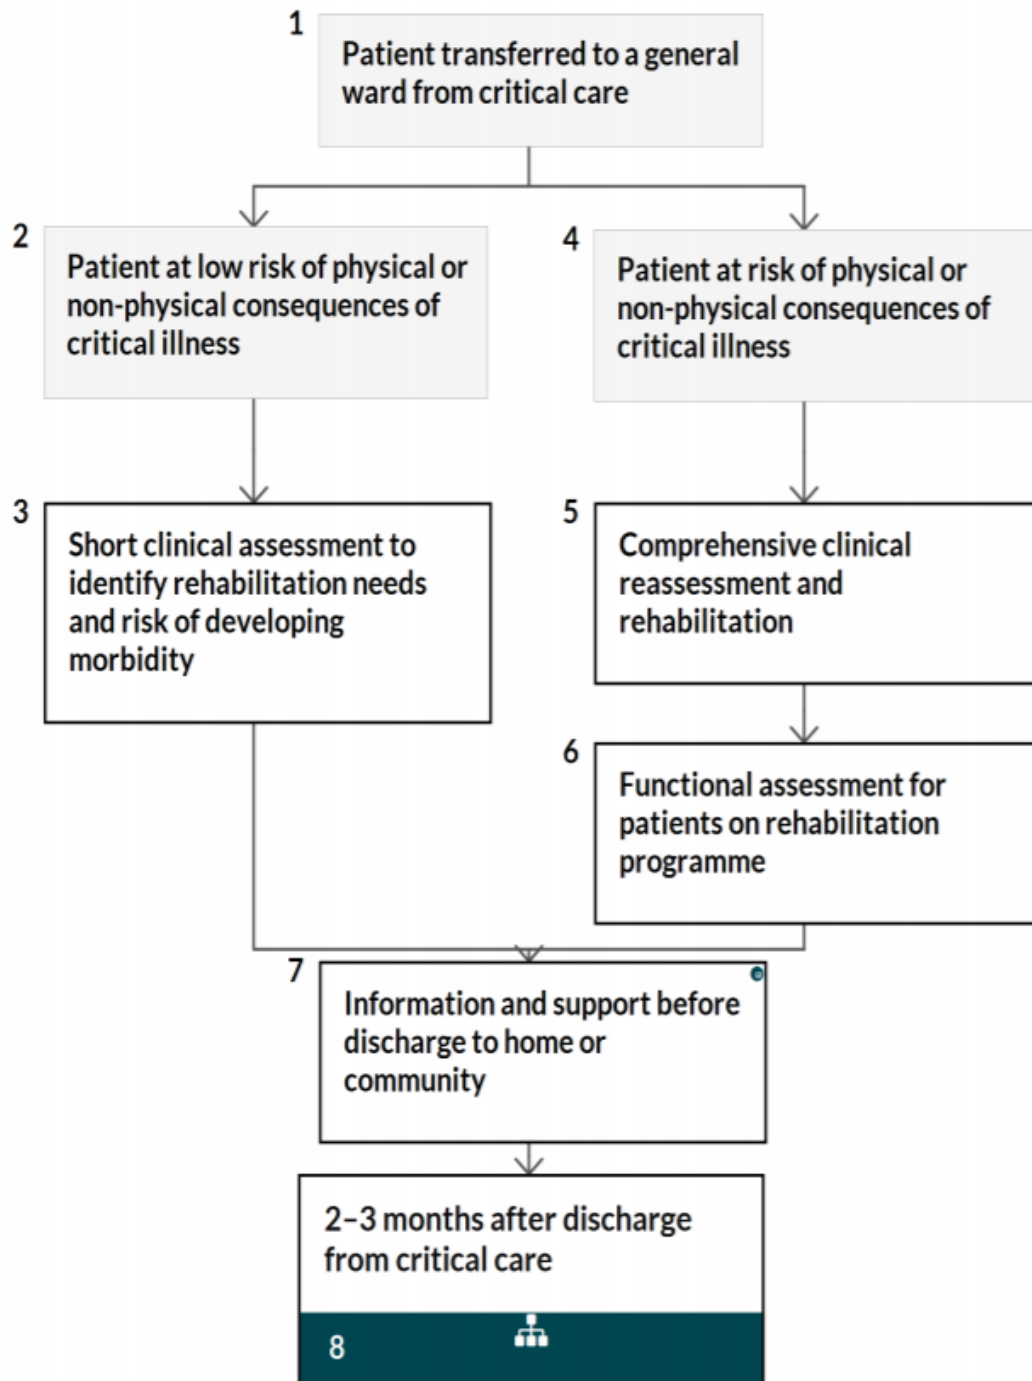 1
Patient transferred to a general
ward from critical care
2
Patient at low risk of physical or
non-physical consequences of
critical illness
4
Patient at risk of physical or
non-physical consequences of
critical illness
3
Short clinical assessment to
identify rehabilitation needs
and risk of developing
morbidity
5
Comprehensive clinical
reassessment and
rehabilitation
6
Functional assessment for
patients on rehabilitation
programme
7
Information and support before
discharge to home or
community
2–3 months after discharge
from critical care
8